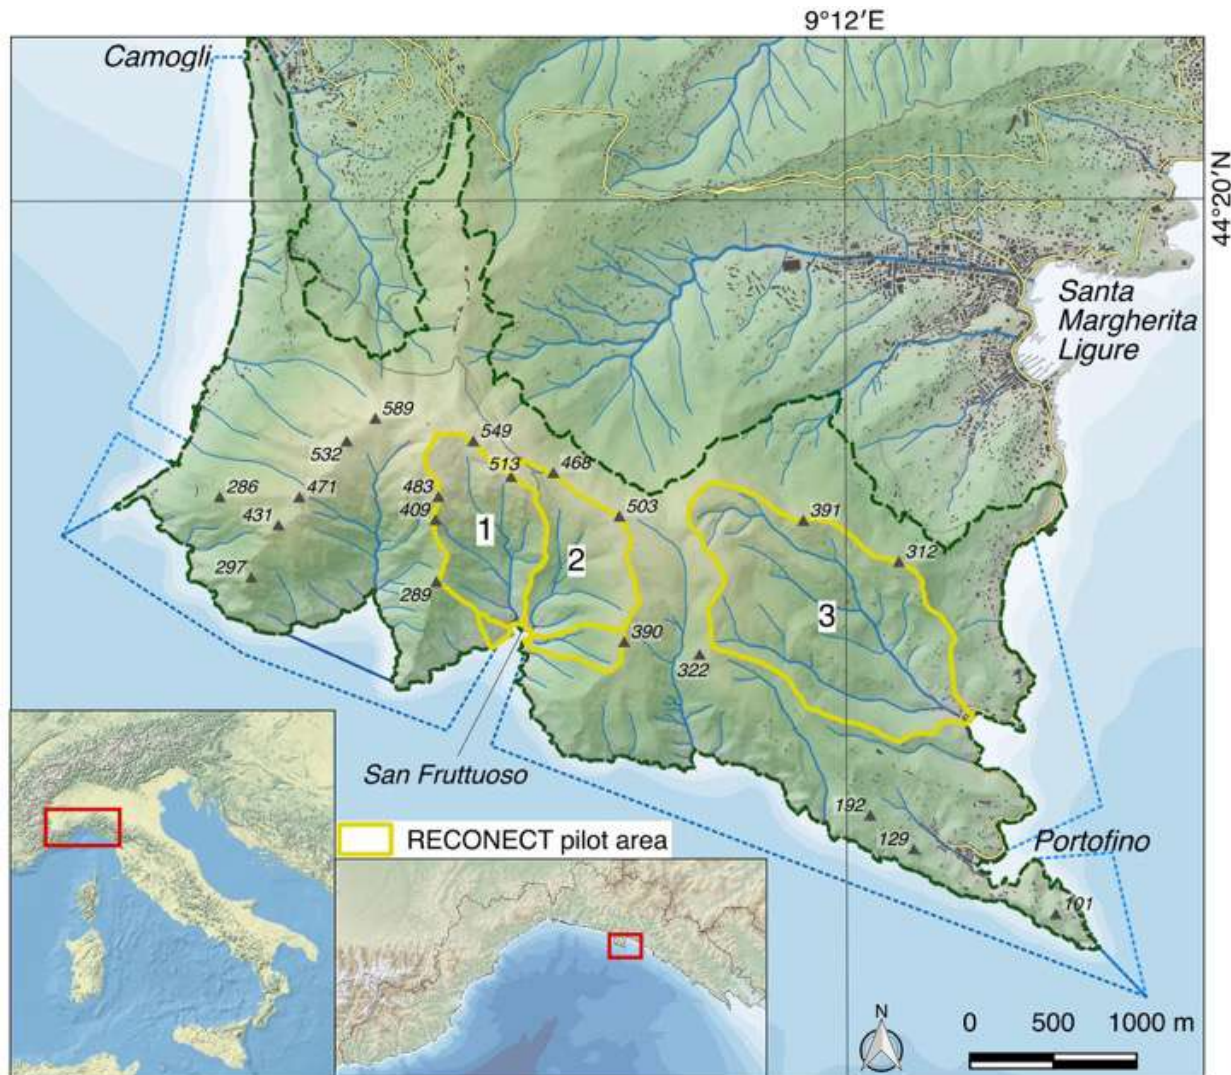 9°12′E
Camogli
44°20′N
Santa
Margherita
Ligure
589
532
549
468
513
286
471
483
503
391
431
409
1
2
312
297
289
3
390
322
San Fruttuoso
192
RECONECT pilot area
129
Portofino
101
N
0 500 1000 m